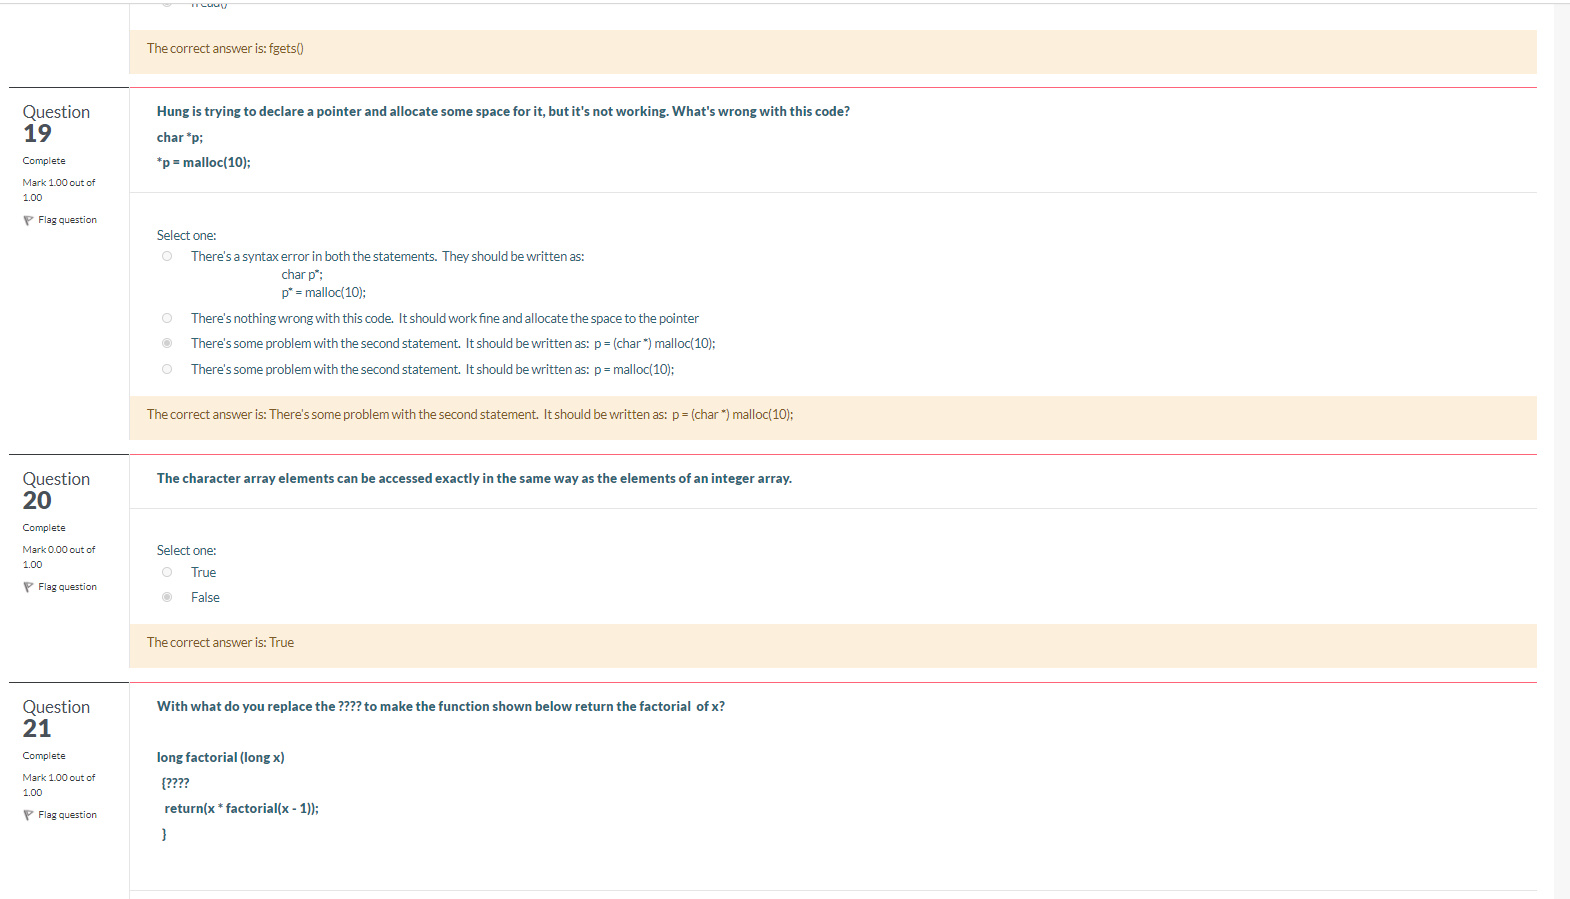 The correct answer is: fgets()
Question
19
Complete
Mark 1.00 out of
1.00
Flag question
Hung is trying to declare a pointer and allocate some space for it, but it's not working. What's wrong with this code?
char *p;
*p = malloc(10);
Select one:
There's a syntax error in both the statements. They should be written as:
char p*;
p* = malloc(10);
There's nothing wrong with this code. It should work fine and allocate the space to the pointer
There's some problem with the second statement. It should be written as: p = (char *) malloc(10);
There's some problem with the second statement. It should be written as: p = malloc(10);
The correct answer is: There's some problem with the second statement. It should be written as: p = (char *) malloc(10);
Question
20
Complete
Mark 0.00 out of
1.00
Flag question
The character array elements can be accessed exactly in the same way as the elements of an integer array.
Select one:
True
False
The correct answer is: True
Question
21
Complete
Mark 1.00 out of
1.00
Flag question
With what do you replace the ???? to make the function shown below return the factorial of x?
long factorial (long x)
{????
return(x * factorial(x - 1));
}